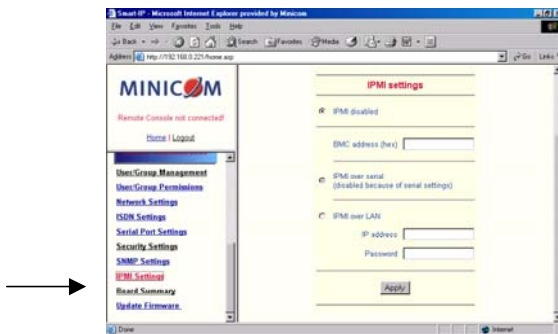 Smart-IP - Microsoft Internet Explorer provided by Minicom
File Edit View Favorites Tools Help
Back Search Favorites Media
Address http://192.168.0.221/home.asp Go Links
MINICOM
Remote Console not connected!
Home | Logout
User/Group Management
User/Group Permissions
Network Settings
ISDN Settings
Serial Port Settings
Security Settings
SNMP Settings
IPMI Settings
Board Summary
Update Firmware
IPMI settings
IPMI disabled
BMC address (hex)
IPMI over serial
(disabled because of serial settings)
IPMI over LAN
IP address
Password
Apply
Done
Internet